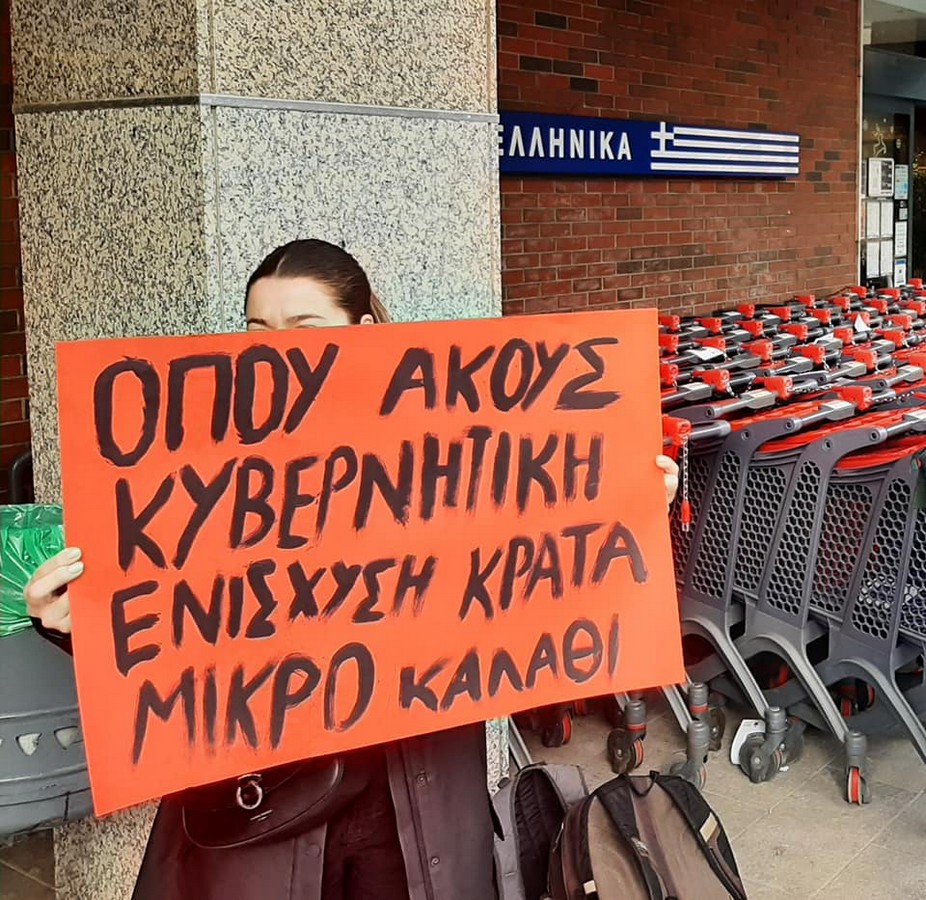 ΕΛΛΗΝΙΚΑ
ΟΠΟΥ ΑΚΟΥΣ
ΚΥΒΕΡΝΗΤΙΚΗ
ΕΝΙΣΧΥΣΗ ΚΡΑΤΑ
ΜΙΚΡΟ ΚΑΛΑΘΙ